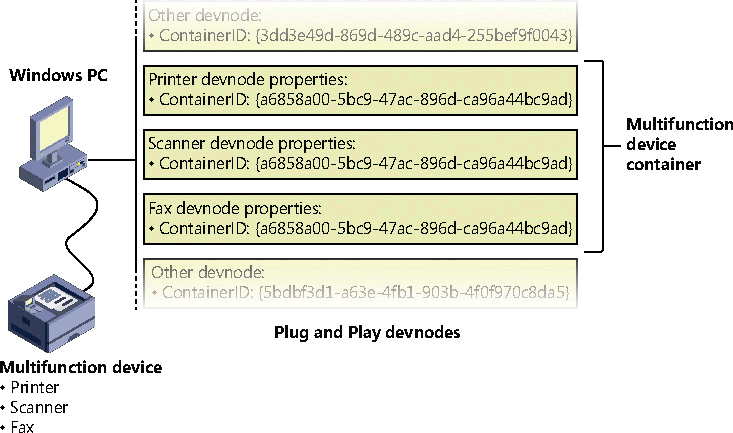 Other devnode:
• ContainerID: {3dd3e49d-869d-489c-aad4-255bef9f0043}
Windows PC
Printer devnode properties:
• ContainerID: {a6858a00-5bc9-47ac-896d-ca96a44bc9ad}
Scanner devnode properties:
• ContainerID: {a6858a00-5bc9-47ac-896d-ca96a44bc9ad}
Fax devnode properties:
• ContainerID: {a6858a00-5bc9-47ac-896d-ca96a44bc9ad}
Multifunction
device
container
Other devnode:
• ContainerID: {5bdbf3d1-a63e-4fb1-903b-4f0f970c8da5}
Plug and Play devnodes
Multifunction device
• Printer
• Scanner
• Fax